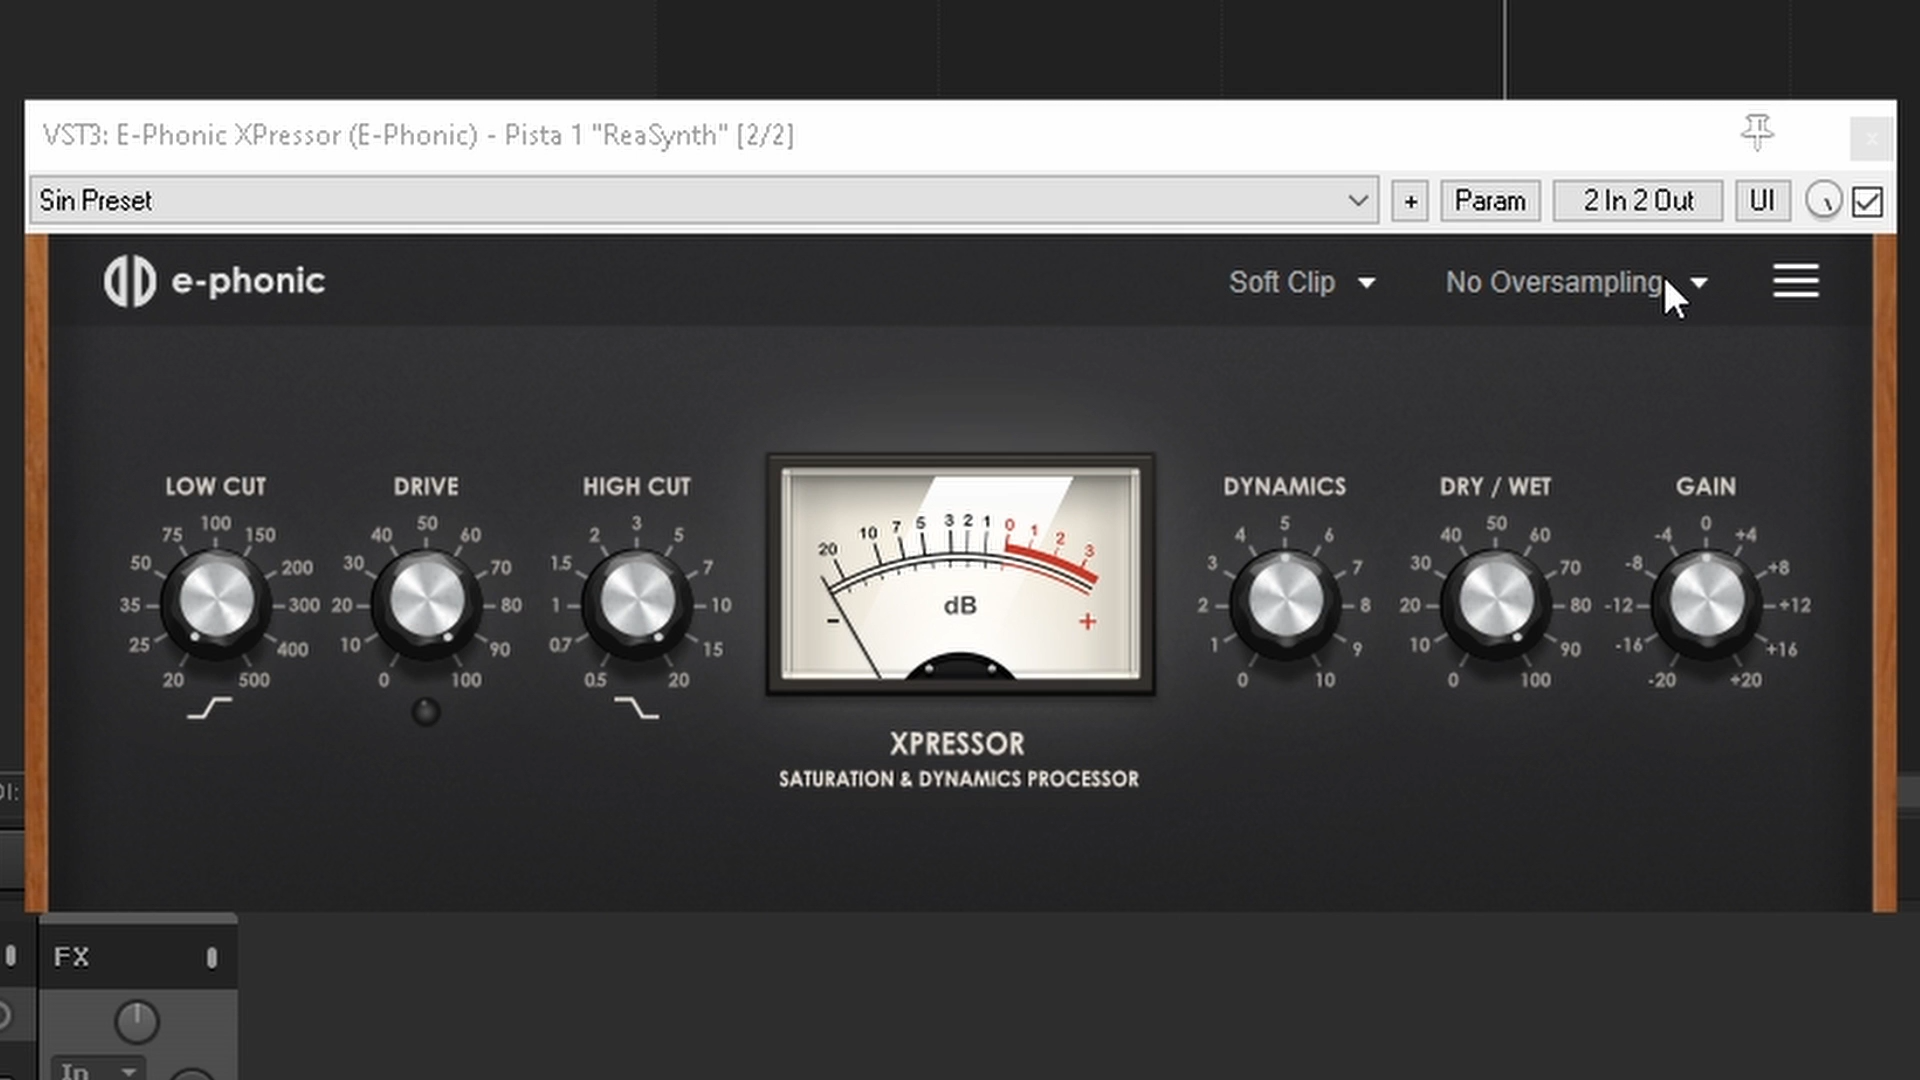 VST3: E-Phonic XPressor (E-Phonic) - Pista 1 "ReaSynth" [2/2]
x
Sin Preset
+
Param
2 In 2 Out
UI
e-phonic
Soft Clip
No Oversampling
LOW CUT
20 25 35 50 75 100 150 200 300 400 500
DRIVE
0 10 20 30 40 50 60 70 80 90 100
HIGH CUT
0.5 0.7 1 1.5 2 3 5 7 10 15 20
20 10 7 5 3 2 1 0 1 2 3
dB
- +
XPRESSOR
SATURATION & DYNAMICS PROCESSOR
DYNAMICS
0 1 2 3 4 5 6 7 8 9 10
DRY / WET
0 10 20 30 40 50 60 70 80 90 100
GAIN
-20 -16 -12 -8 -4 0 +4 +8 +12 +16 +20
FX
In